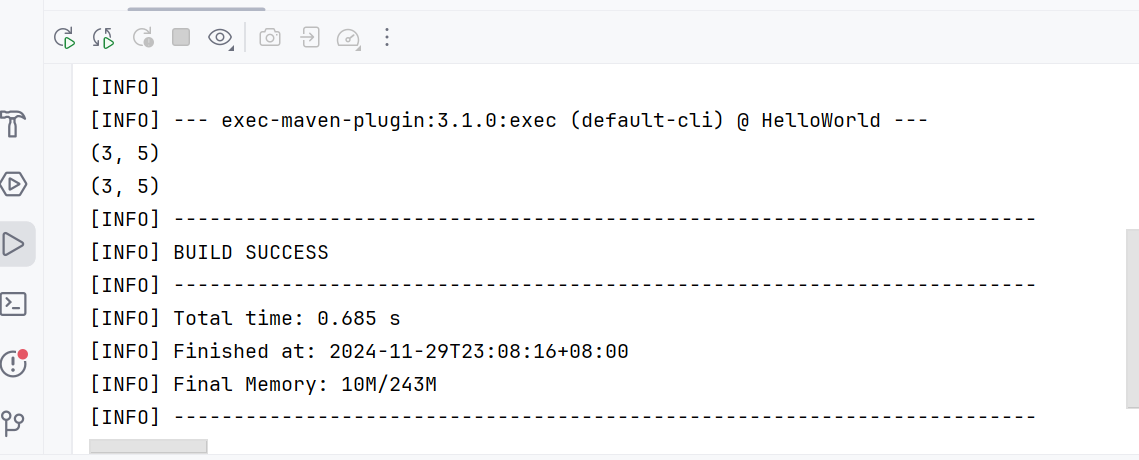 [INFO]
[INFO] --- exec-maven-plugin:3.1.0:exec (default-cli) @ HelloWorld ---
(3, 5)
(3, 5)
[INFO] ------------------------------------------------------------------------
[INFO] BUILD SUCCESS
[INFO] ------------------------------------------------------------------------
[INFO] Total time: 0.685 s
[INFO] Finished at: 2024-11-29T23:08:16+08:00
[INFO] Final Memory: 10M/243M
[INFO] ------------------------------------------------------------------------